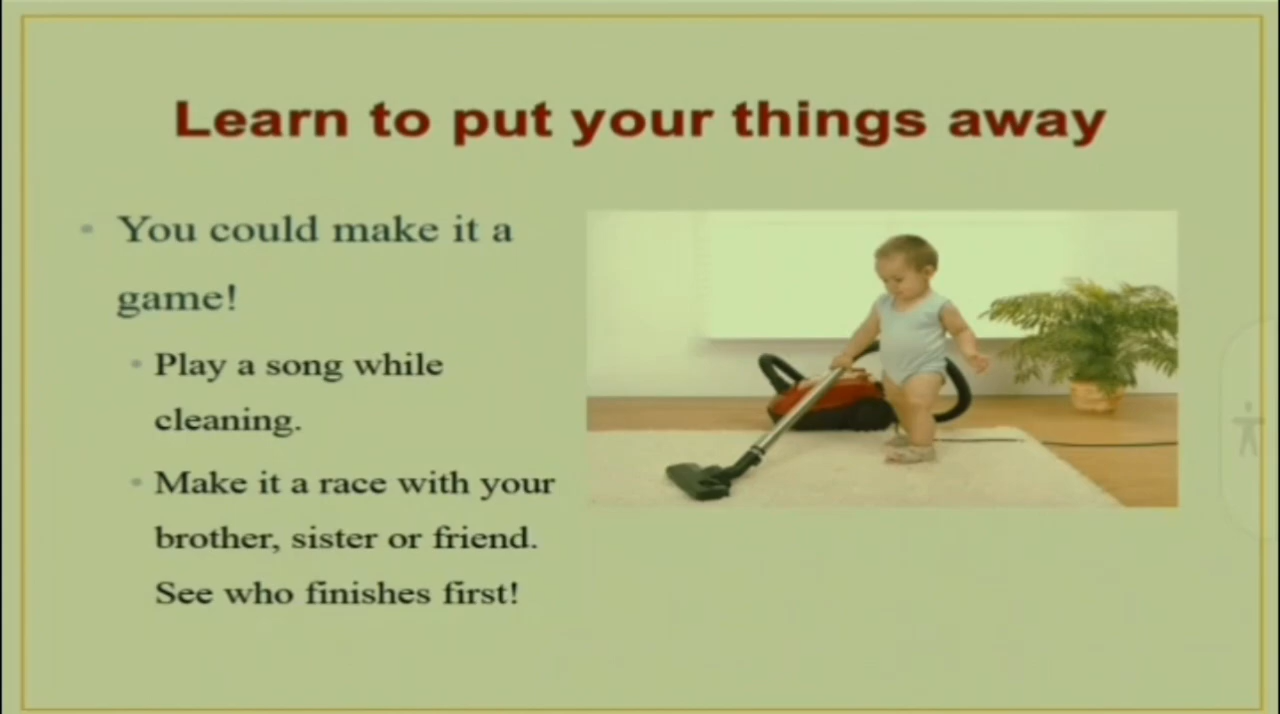 Learn to put your things away
• You could make it a
game!
• Play a song while
cleaning.
• Make it a race with your
brother, sister or friend.
See who finishes first!